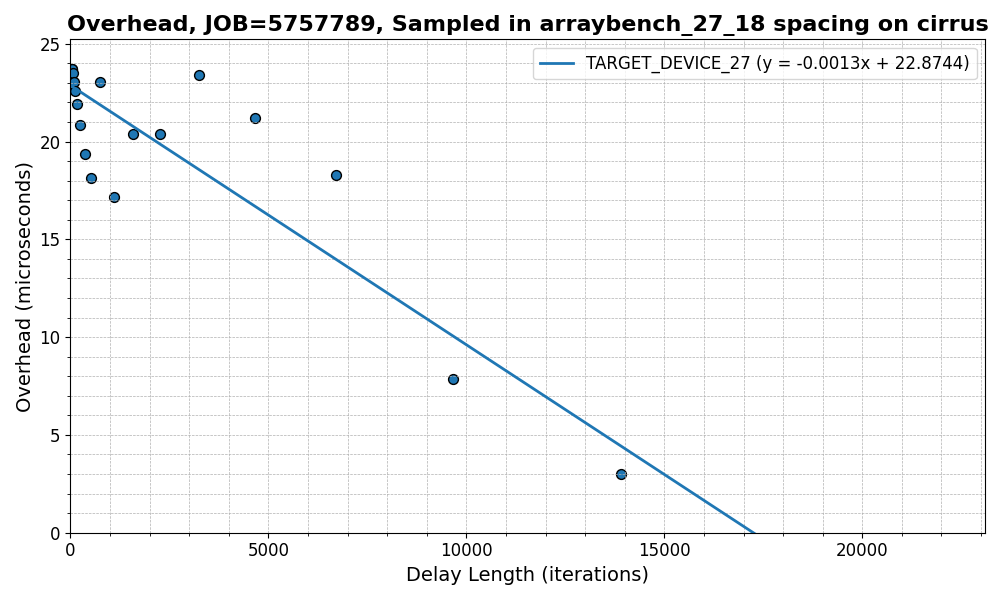 Overhead, JOB=5757789, Sampled in arraybench_27_18 spacing on cirrus
TARGET_DEVICE_27 (y = -0.0013x + 22.8744)
Overhead (microseconds)
25
20
15
10
5
0
0 5000 10000 15000 20000
Delay Length (iterations)